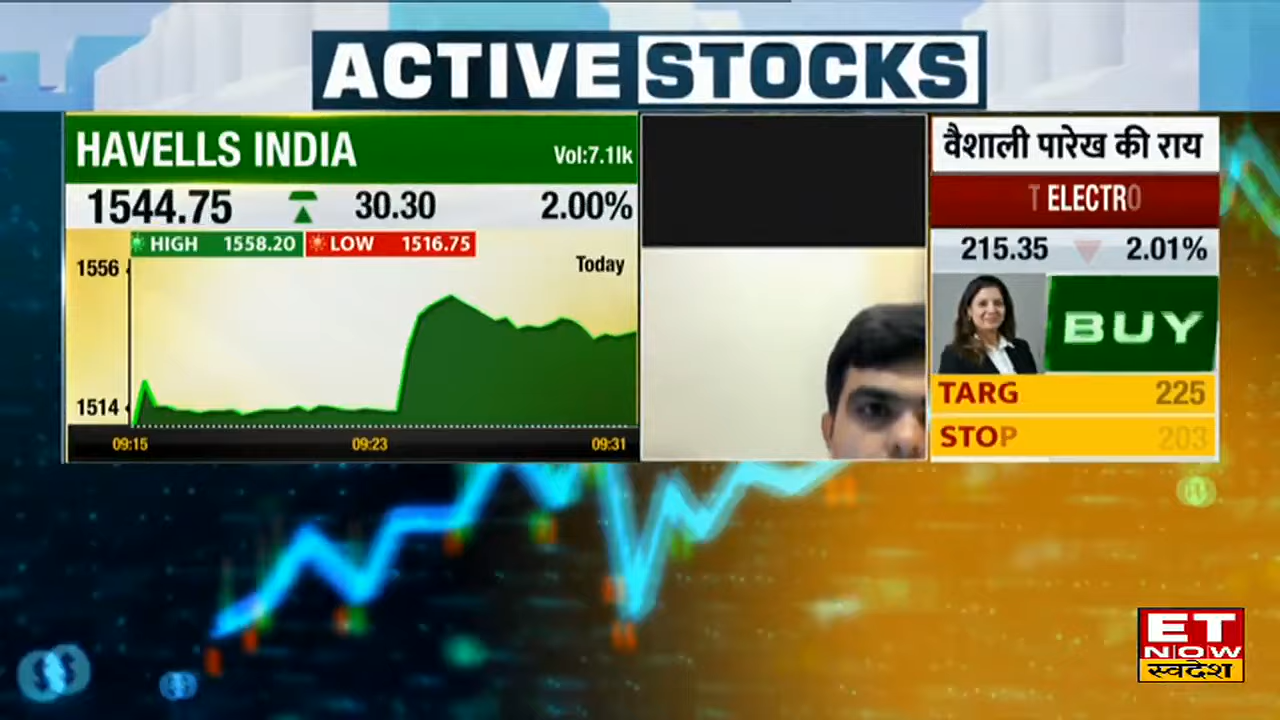 ACTIVE STOCKS
HAVELLS INDIA
Vol:7.1lk
1544.75 30.30 2.00%
HIGH 1558.20 LOW 1516.75
Today
1556
1514
09:15 09:23 09:31
वैशाली पारेख की राय
T ELECTRO
215.35 2.01%
BUY
TARG 225
STOP 203
ET
NOW
स्वदेश